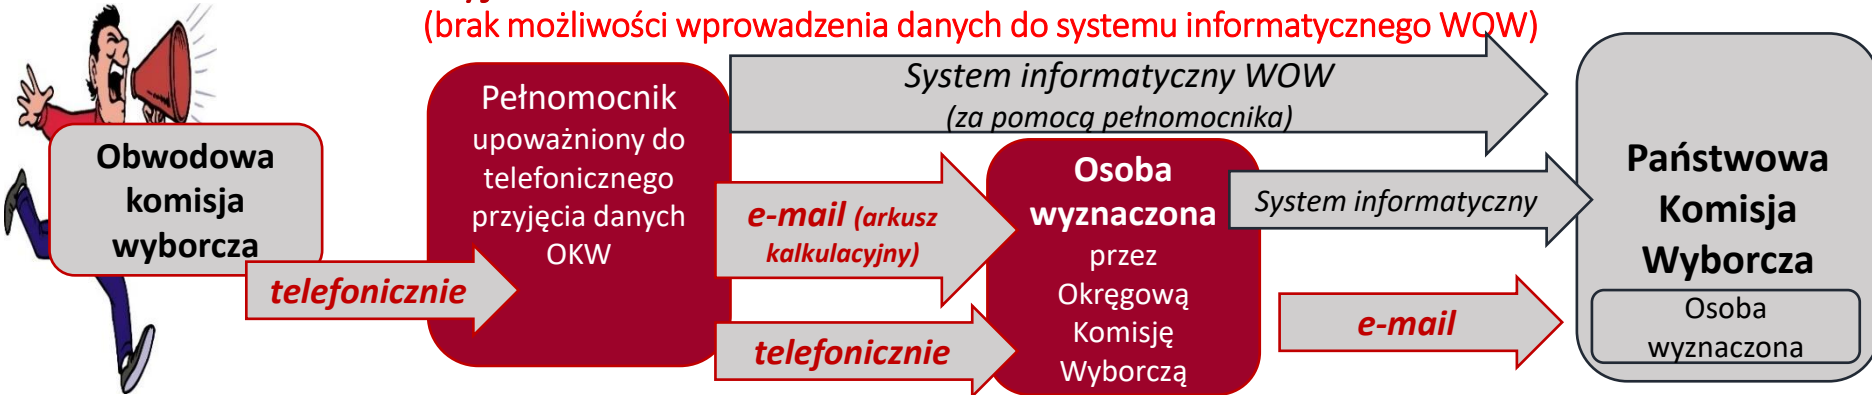 (brak możliwości wprowadzenia danych do systemu informatycznego WOW)
Obwodowa
komisja
wyborcza
telefonicznie
Pełnomocnik
upoważniony do
telefonicznego
przyjęcia danych
OKW
System informatyczny WOW
(za pomocą pełnomocnika)
e-mail (arkusz
kalkulacyjny)
telefonicznie
Osoba
wyznaczona
przez
Okręgową
Komisję
Wyborczą
System informatyczny
e-mail
Państwowa
Komisja
Wyborcza
Osoba
wyznaczona